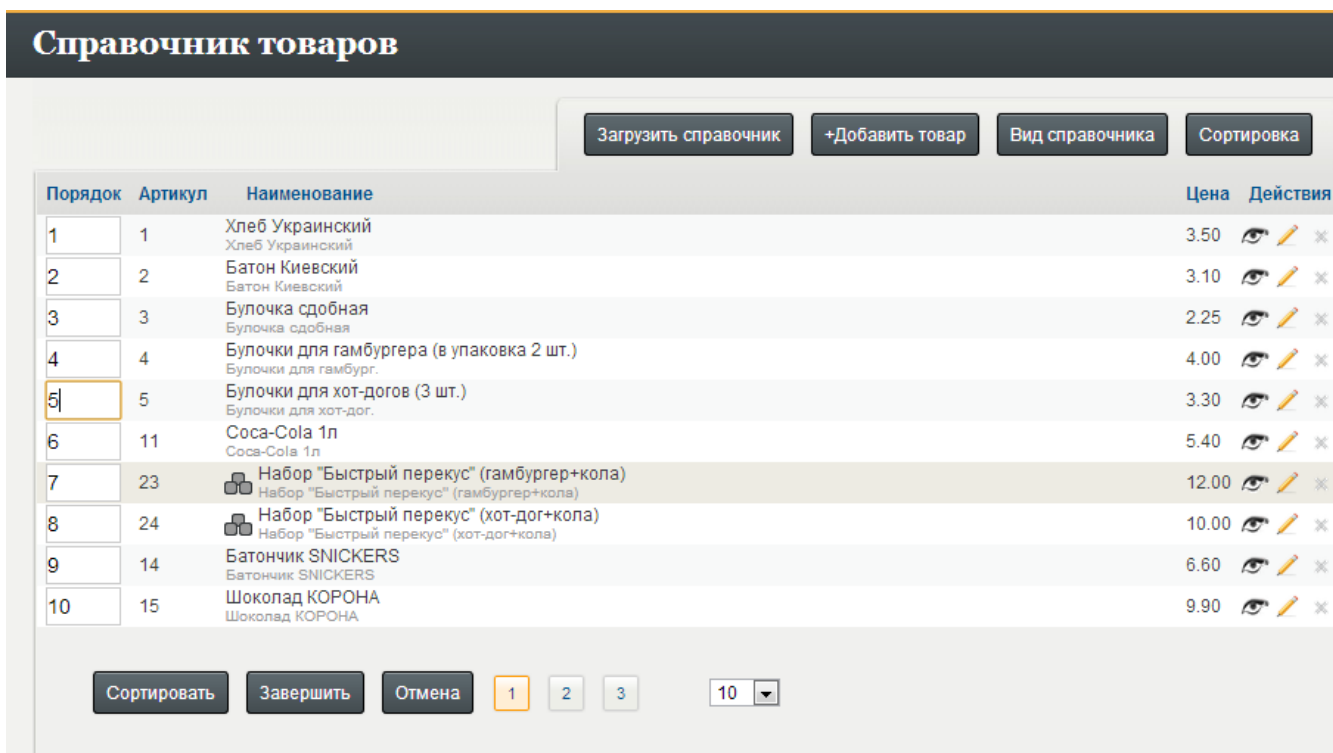 Справочник товаров
Загрузить справочник +Добавить товар Вид справочника Сортировка
Порядок Артикул Наименование Цена Действия
1 1 Хлеб Украинский 3.50
Хлеб Украинский
2 2 Батон Киевский 3.10
Батон Киевский
3 3 Булочка сдобная 2.25
Булочка сдобная
4 4 Булочки для гамбургера (в упаковка 2 шт.) 4.00
Булочки для гамбург.
5 5 Булочки для хот-догов (3 шт.) 3.30
Булочки для хот-дог.
6 11 Coca-Cola 1л 5.40
Coca-Cola 1л
7 23 Набор "Быстрый перекус" (гамбургер+кола) 12.00
Набор "Быстрый перекус" (гамбургер+кола)
8 24 Набор "Быстрый перекус" (хот-дог+кола) 10.00
Набор "Быстрый перекус" (хот-дог+кола)
9 14 Батончик SNICKERS 6.60
Батончик SNICKERS
10 15 Шоколад КОРОНА 9.90
Шоколад КОРОНА
Сортировать Завершить Отмена 1 2 3 10